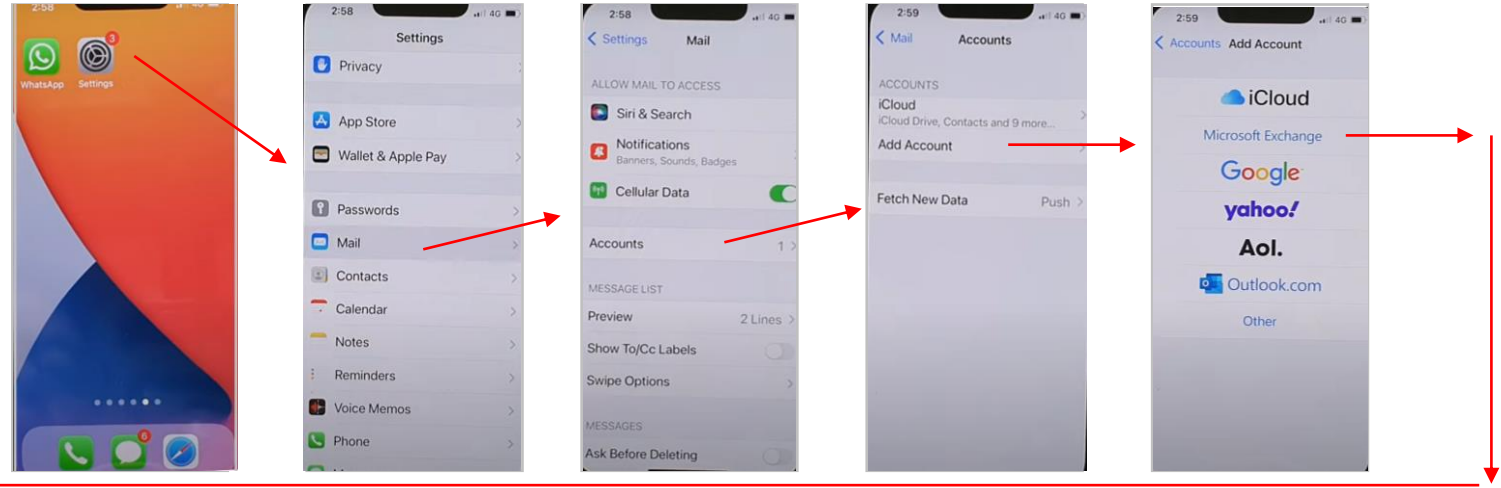 2:58
4G
3
WhatsApp
Settings
6
2:58
4G
Settings
Privacy
App Store
Wallet & Apple Pay
Passwords
Mail
Contacts
Calendar
Notes
Reminders
Voice Memos
Phone
2:58
4G
Settings
Mail
ALLOW MAIL TO ACCESS
Siri & Search
Notifications
Banners, Sounds, Badges
Cellular Data
Accounts 1
MESSAGE LIST
Preview 2 Lines
Show To/Cc Labels
Swipe Options
MESSAGES
Ask Before Deleting
2:59
4G
Mail
Accounts
ACCOUNTS
iCloud
iCloud Drive, Contacts and 9 more...
Add Account
Fetch New Data Push
2:59
4G
Accounts
Add Account
iCloud
Microsoft Exchange
Google
yahoo!
Aol.
Outlook.com
Other